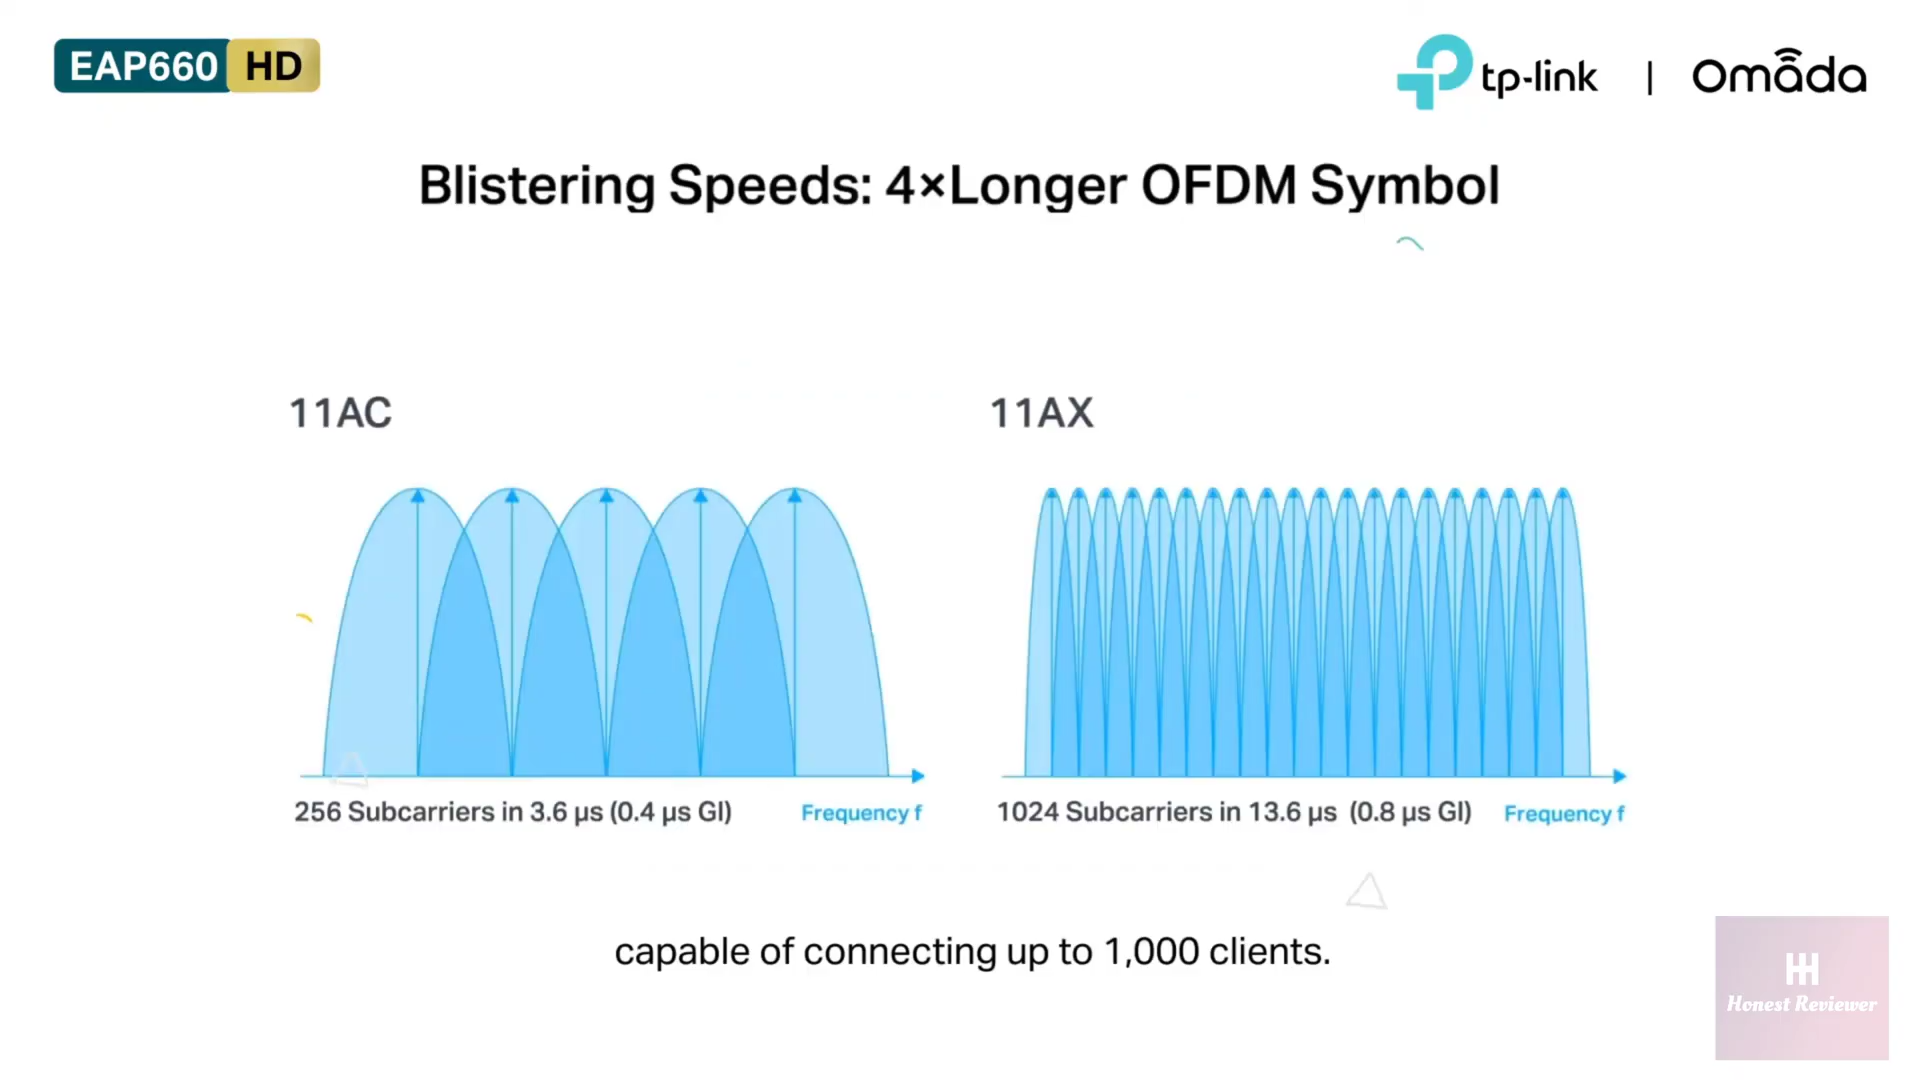 EAP660 HD
tp-link | omada
Blistering Speeds: 4×Longer OFDM Symbol
11AC
11AX
256 Subcarriers in 3.6 µs (0.4 µs GI)
Frequency f
1024 Subcarriers in 13.6 µs (0.8 µs GI)
Frequency f
capable of connecting up to 1,000 clients.
Honest Reviewer